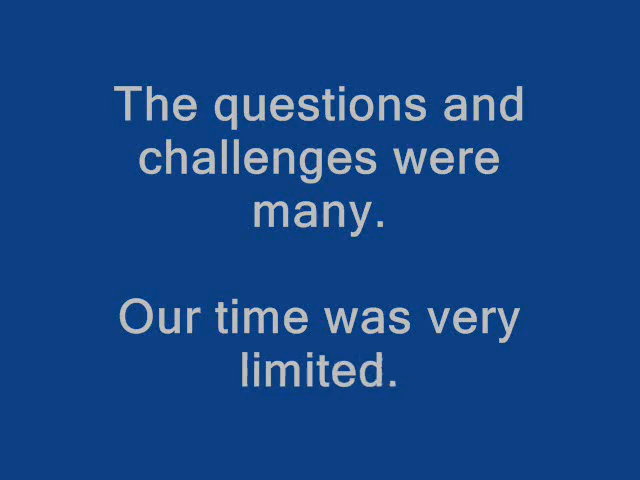 The questions and
challenges were
many.
Our time was very
limited.